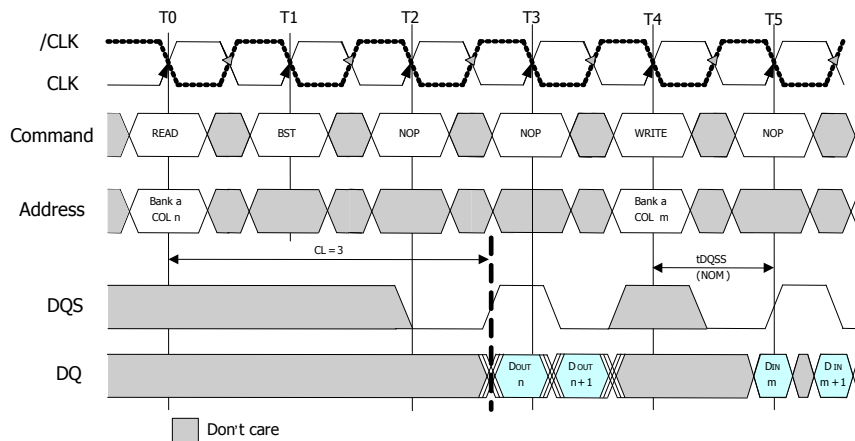 T0 T1 T2 T3 T4 T5
/CLK
CLK
Command READ BST NOP NOP WRITE NOP
Address Bank a COL n Bank a COL m
CL = 3 tDQSS
(NOM)
DQS
DQ DOUT n DOUT n+1 DIN m DIN m+1
Don't care